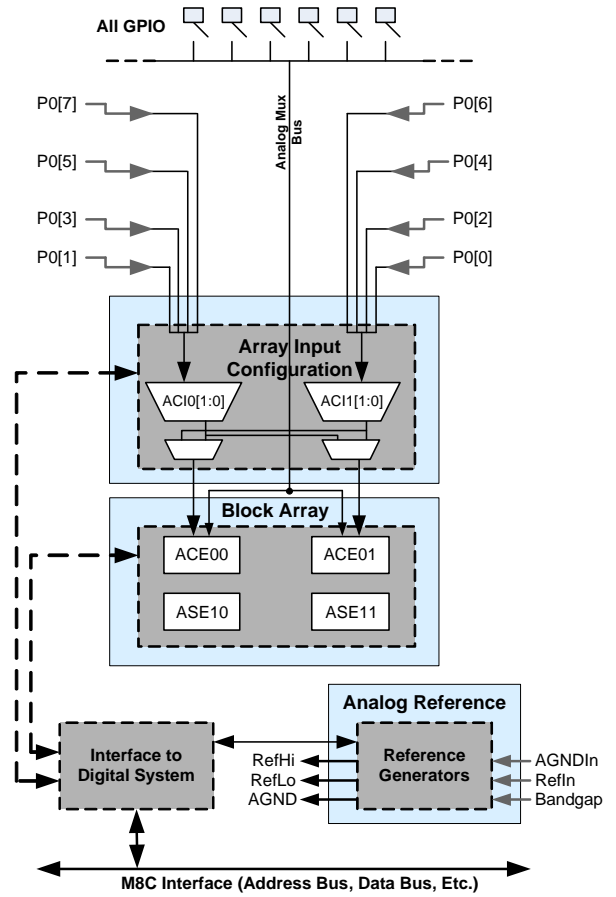 All GPIO
Analog Mux
Bus
P0[7]
P0[6]
P0[5]
P0[4]
P0[3]
P0[2]
P0[1]
P0[0]
Array Input
Configuration
ACI0[1:0]
ACI1[1:0]
Block Array
ACE00
ACE01
ASE10
ASE11
Analog Reference
Interface to
Digital System
RefHi
RefLo
AGND
Reference
Generators
AGNDIn
RefIn
Bandgap
M8C Interface (Address Bus, Data Bus, Etc.)